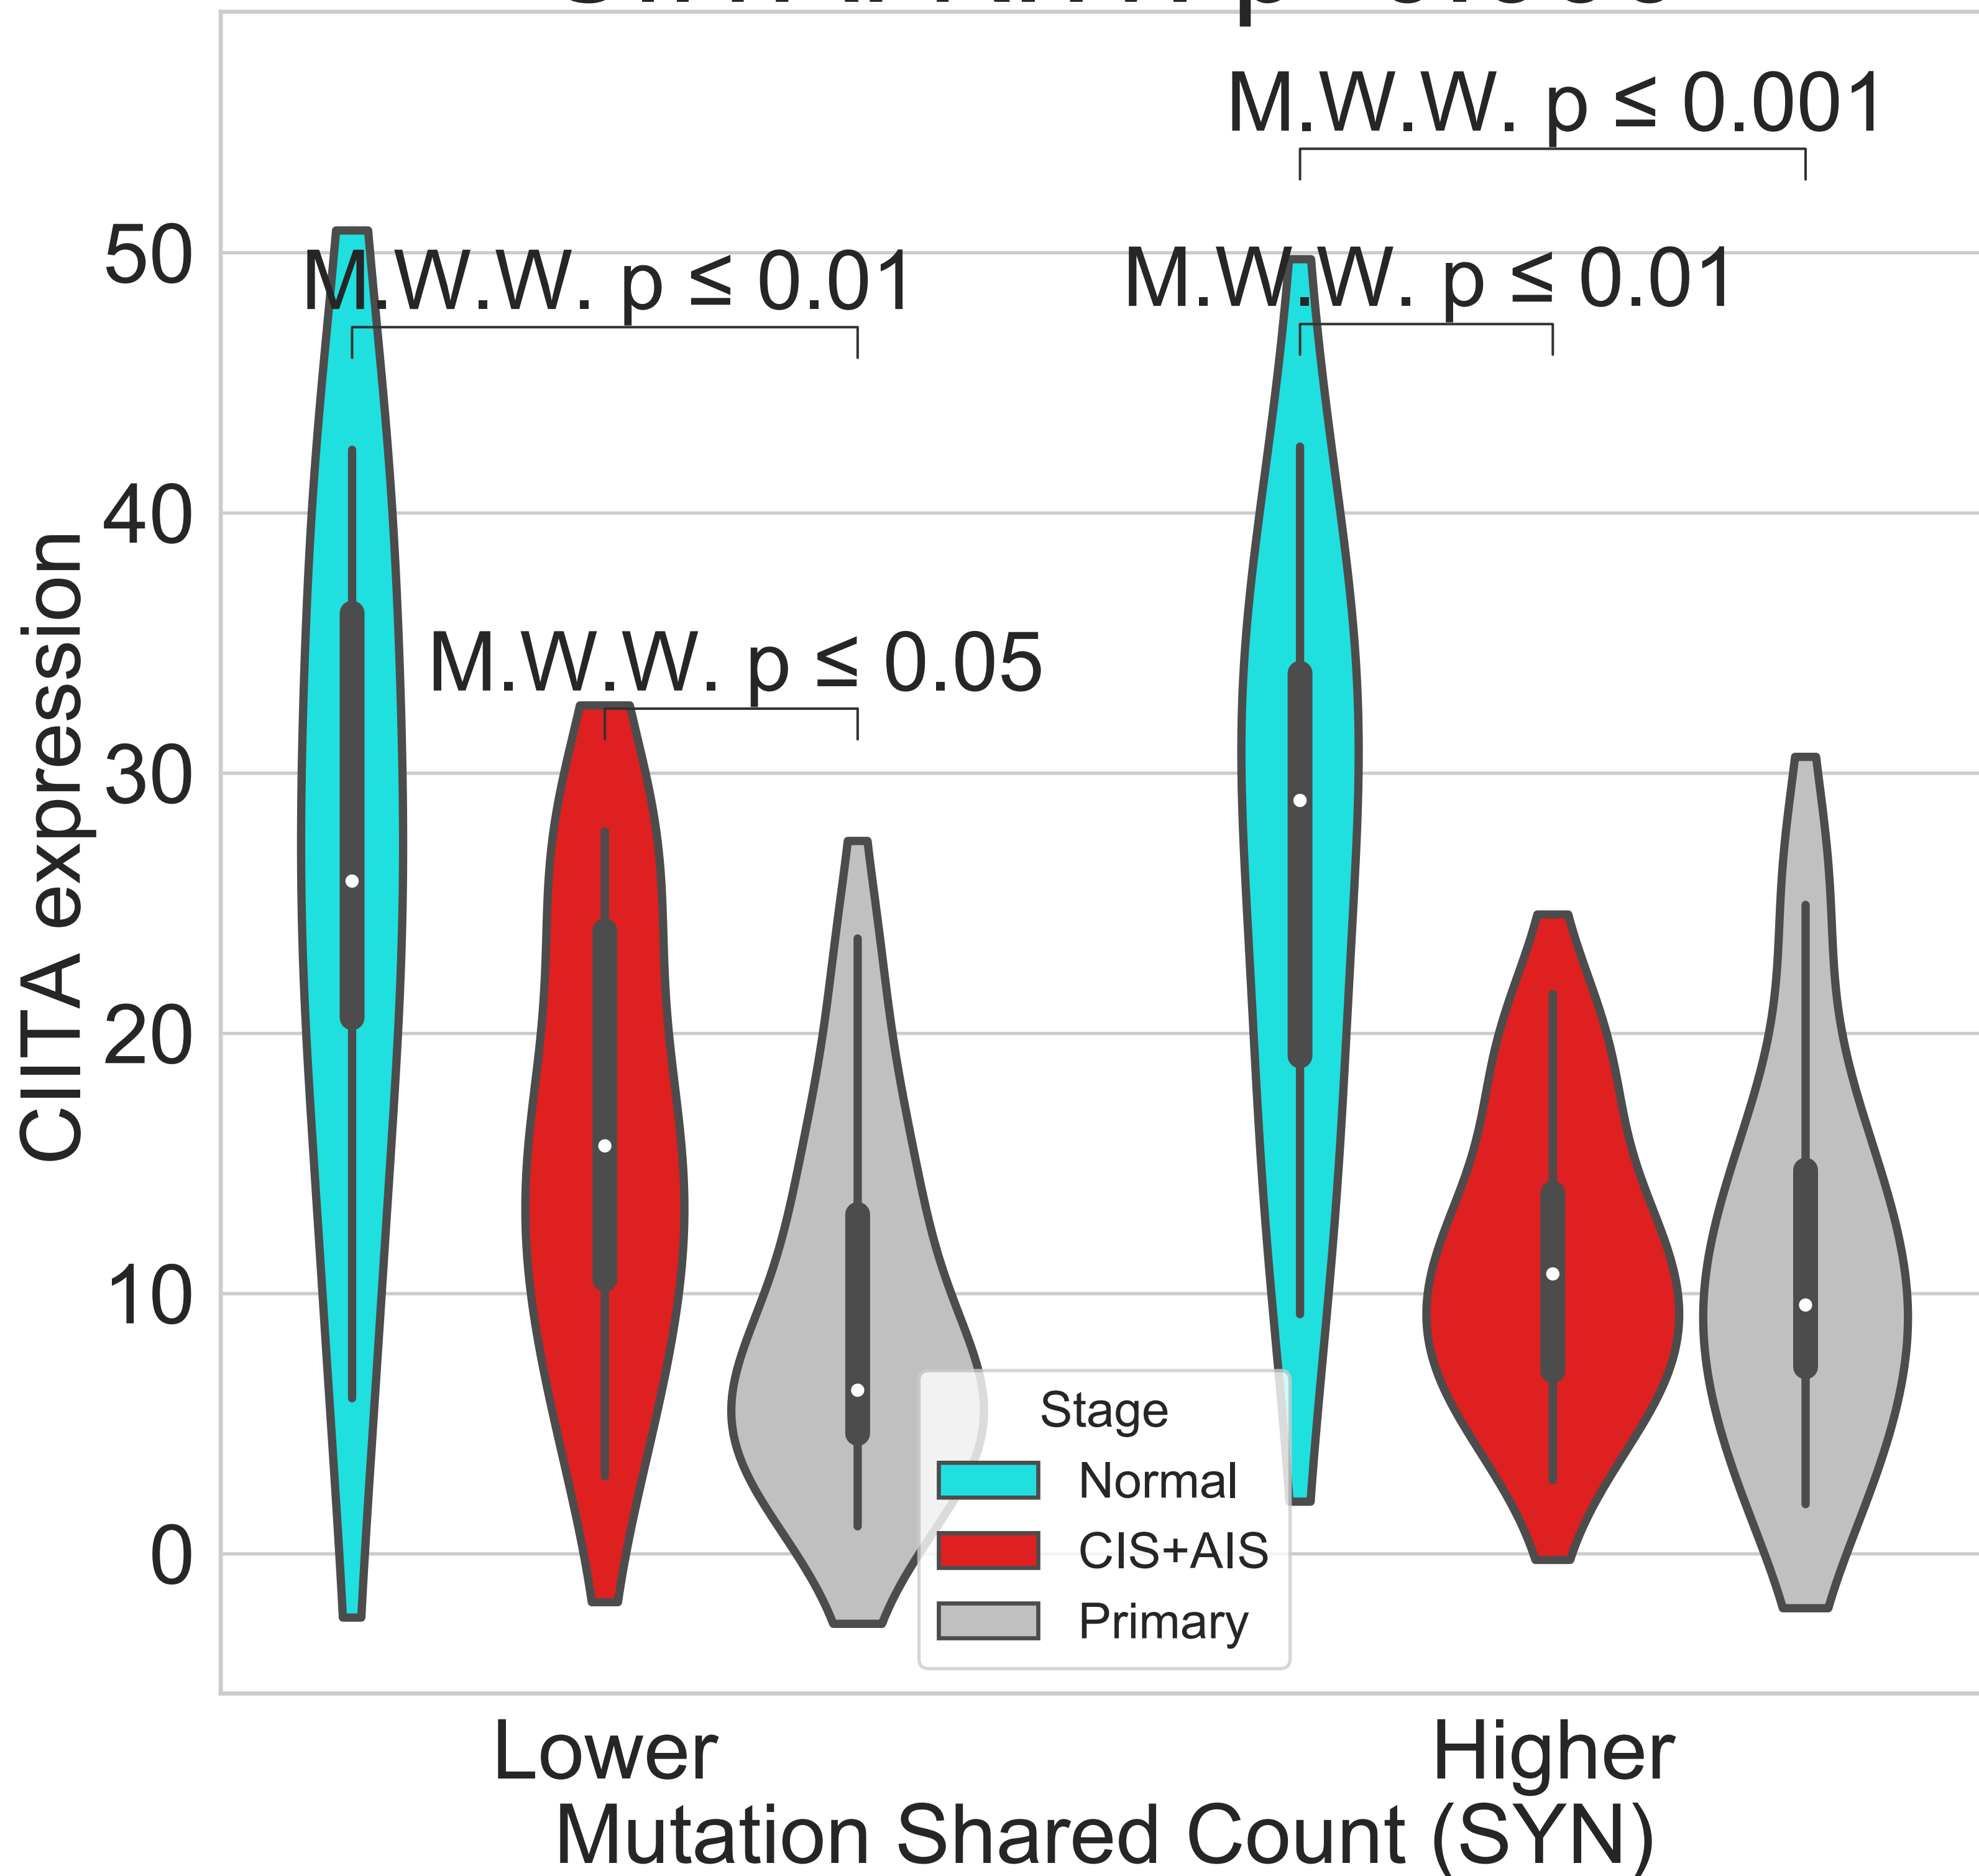 M.W.W. p ≤ 0.001
M.W.W. p ≤ 0.01
M.W.W. p ≤ 0.01
M.W.W. p ≤ 0.05
CIITA expression
50
40
30
20
10
0
Stage
Normal
CIS+AIS
Primary
Lower
Higher
Mutation Shared Count (SYN)